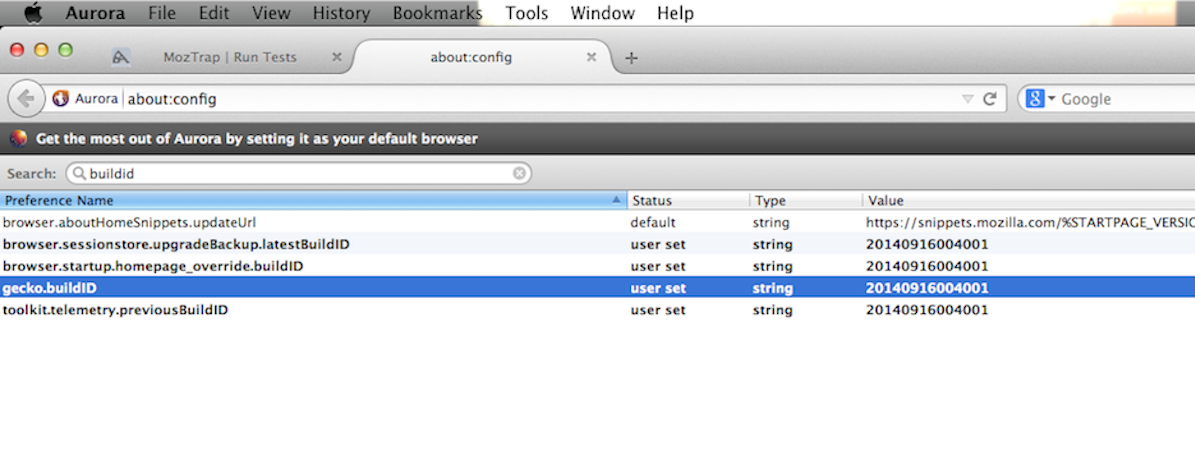 Aurora File Edit View History Bookmarks Tools Window Help
MozTrap | Run Tests about:config
Aurora about:config Google
Get the most out of Aurora by setting it as your default browser
Search: buildid
Preference Name Status Type Value
browser.aboutHomeSnippets.updateUrl default string https://snippets.mozilla.com/%STARTPAGE_VERSIO
browser.sessionstore.upgradeBackup.latestBuildID user set string 20140916004001
browser.startup.homepage_override.buildID user set string 20140916004001
gecko.buildID user set string 20140916004001
toolkit.telemetry.previousBuildID user set string 20140916004001